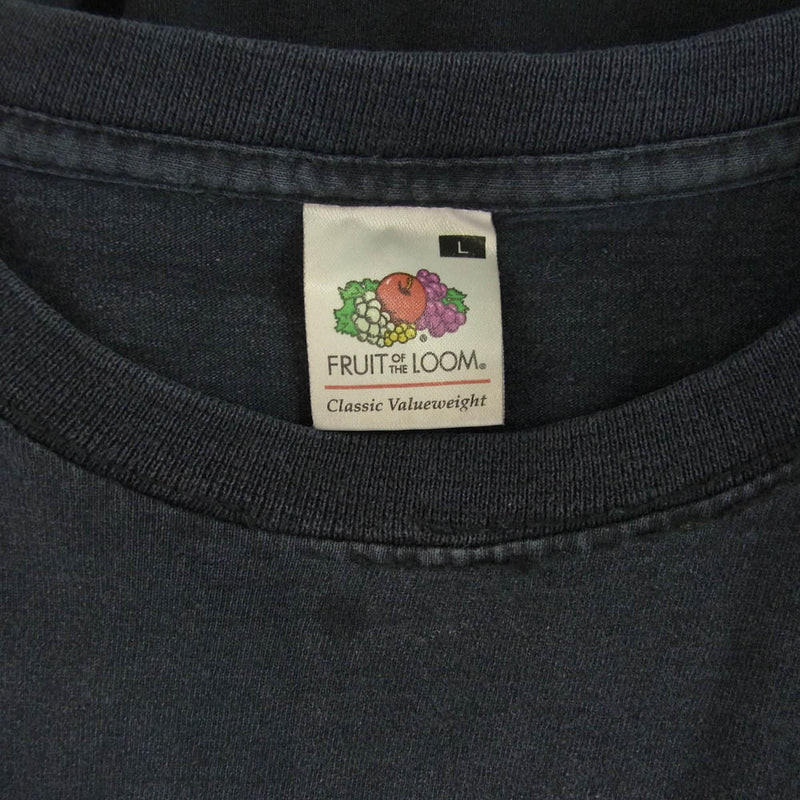 L
®
FRUIT OF THE LOOM®
Classic Valueweight